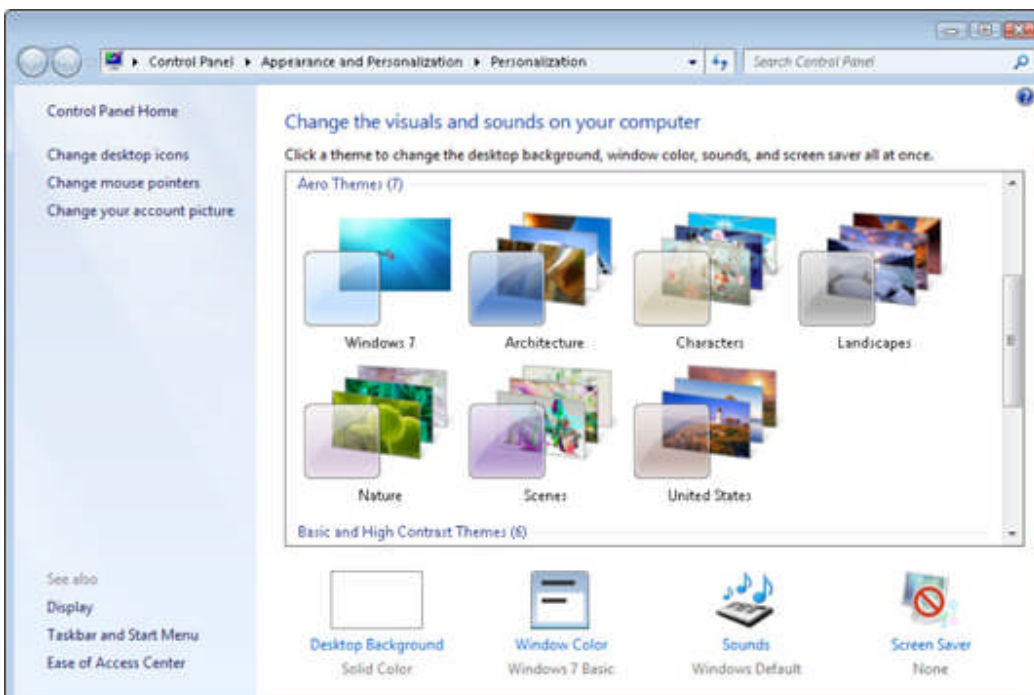 Control Panel ▸ Appearance and Personalization ▸ Personalization
Search Control Panel
Control Panel Home
Change desktop icons
Change mouse pointers
Change your account picture
See also
Display
Taskbar and Start Menu
Ease of Access Center
Change the visuals and sounds on your computer
Click a theme to change the desktop background, window color, sounds, and screen saver all at once.
Aero Themes (7)
Windows 7 Architecture Characters Landscapes
Nature Scenes United States
Basic and High Contrast Themes (6)
Desktop Background Window Color Sounds Screen Saver
Solid Color Windows 7 Basic Windows Default None